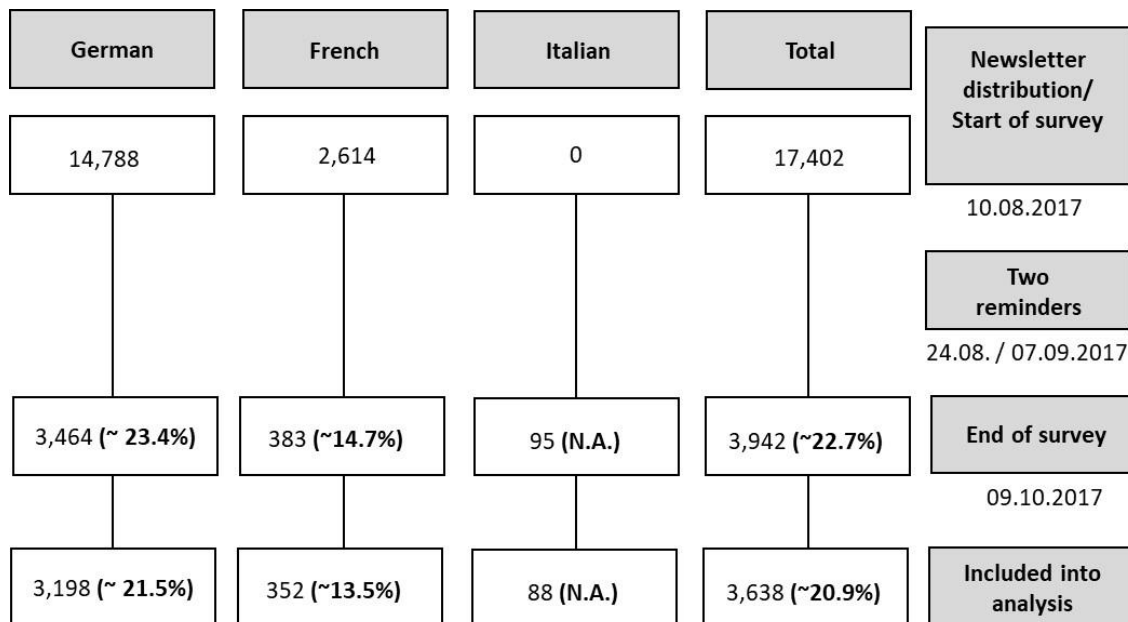 German
French
Italian
Total
Newsletter
distribution/
Start of survey
14,788
2,614
0
17,402
10.08.2017
Two
reminders
24.08. / 07.09.2017
3,464 (~ 23.4%)
383 (~14.7%)
95 (N.A.)
3,942 (~22.7%)
End of survey
09.10.2017
3,198 (~ 21.5%)
352 (~13.5%)
88 (N.A.)
3,638 (~20.9%)
Included into
analysis